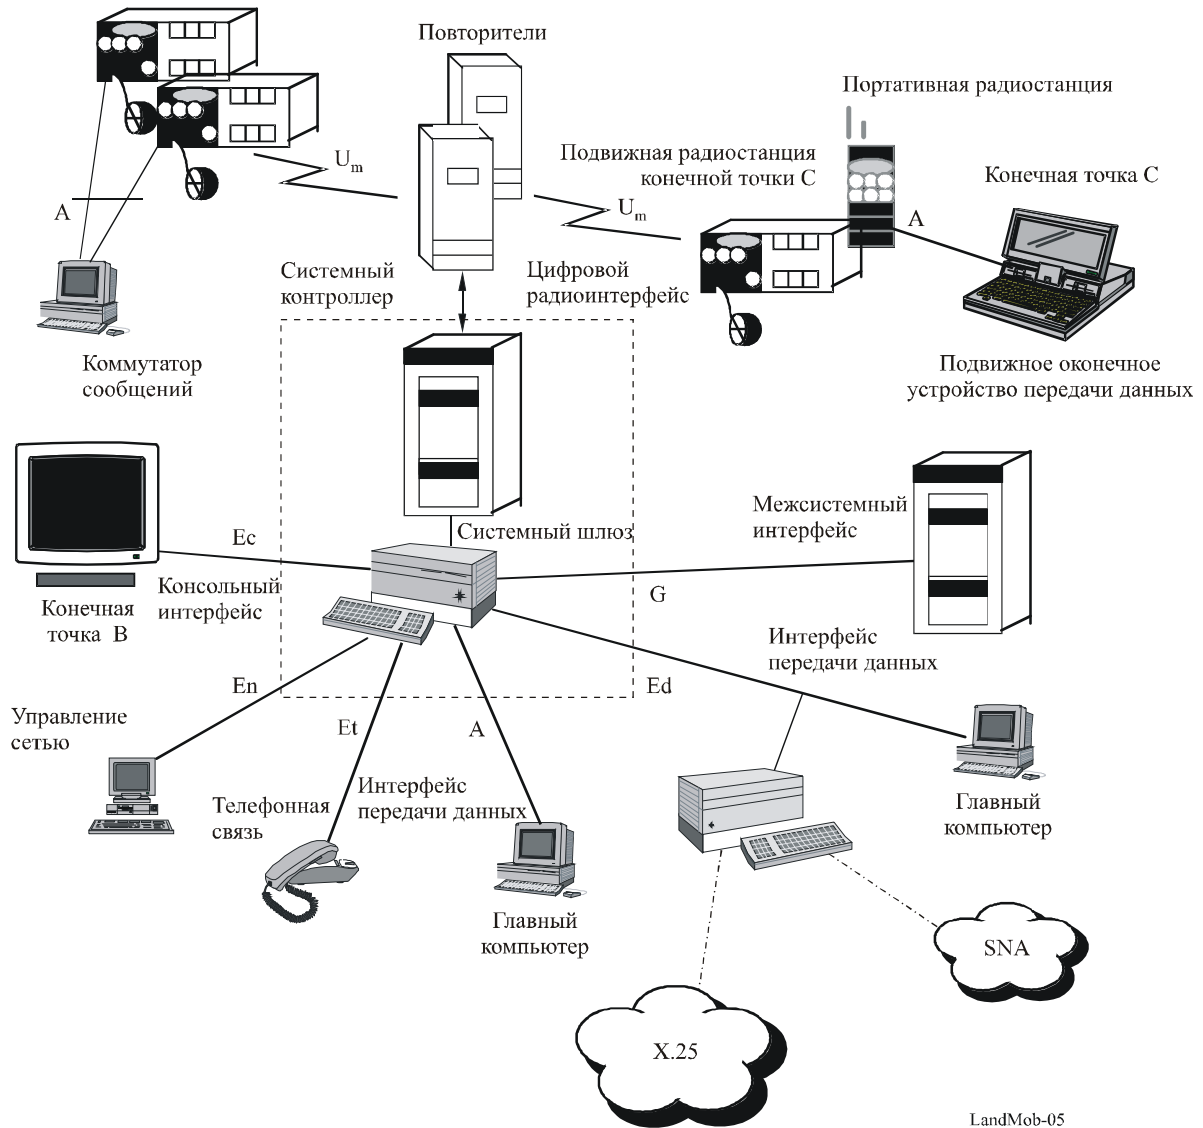 Повторители
Портативная радиостанция
Подвижная радиостанция
конечной точки С
Конечная точка С
Um
Um
A
A
Системный
контроллер
Цифровой
радиоинтерфейс
Коммутатор
сообщений
Подвижное оконечное
устройство передачи данных
Межсистемный
интерфейс
Системный шлюз
Ec
Консольный
интерфейс
Конечная
точка В
G
Интерфейс
передачи данных
En
Ed
Управление
сетью
Et
A
Интерфейс
передачи данных
Телефонная
связь
Главный
компьютер
Главный
компьютер
SNA
X.25
LandMob-05